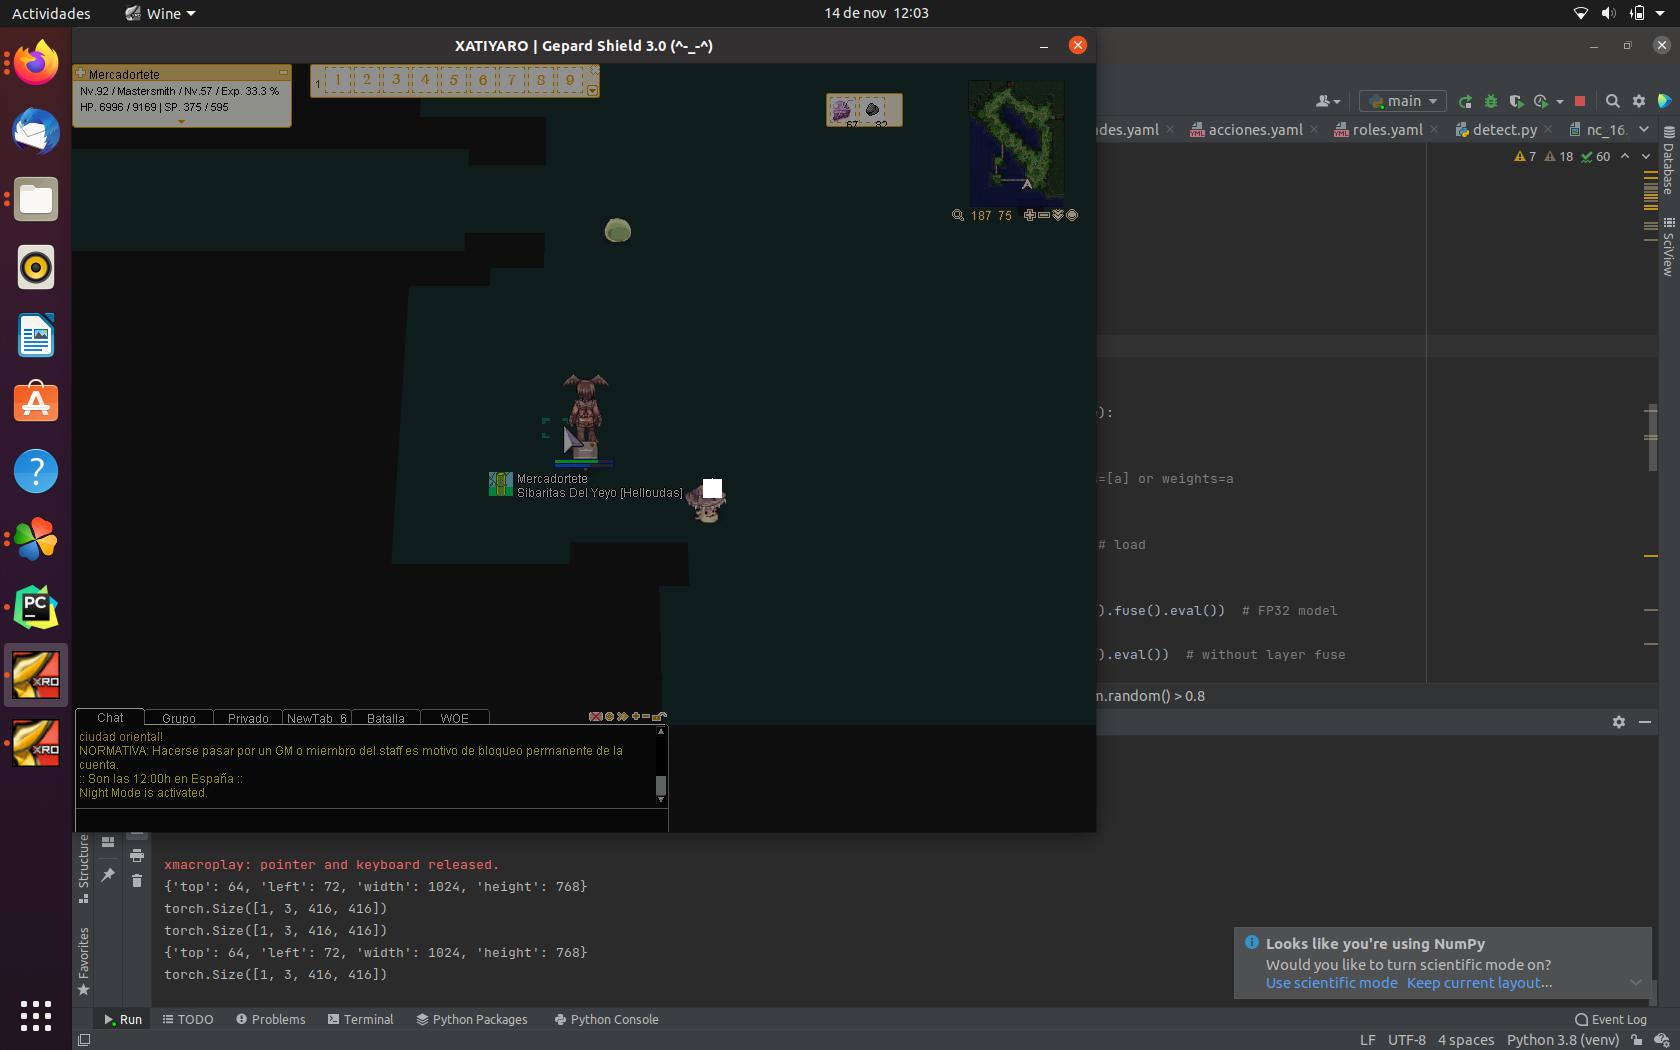 Actividades
Wine
14 de nov 12:03
XATIYARO | Gepard Shield 3.0 (^-_-^)
Mercadortete
Nv.92 / Mastersmith / Nv.57 / Exp. 33.3 %
HP. 6996 / 9169 | SP. 375 / 595
1 1 2 3 4 5 6 7 8 9
67 82
187 75
main
des.yaml
acciones.yaml
roles.yaml
detect.py
nc_16.
7 18 60
Database
SciView
):
=[a] or weights=a
# load
).fuse().eval()) # FP32 model
).eval()) # without layer fuse
m.random() > 0.8
Mercadortete
Sibaritas Del Yeyo [Helloudas]
Chat Grupo Privado NewTab_6 Batalla WOE
ciudad oriental!
NORMATIVA: Hacerse pasar por un GM o miembro del staff es motivo de bloqueo permanente de la
cuenta.
:: Son las 12:00h en España ::
Night Mode is activated.
PC
XRO
XRO
Structure
Favorites
xmacroplay: pointer and keyboard released.
{'top': 64, 'left': 72, 'width': 1024, 'height': 768}
torch.Size([1, 3, 416, 416])
torch.Size([1, 3, 416, 416])
{'top': 64, 'left': 72, 'width': 1024, 'height': 768}
torch.Size([1, 3, 416, 416])
Looks like you're using NumPy
Would you like to turn scientific mode on?
Use scientific mode Keep current layout...
Run TODO Problems Terminal Python Packages Python Console
Event Log
LF UTF-8 4 spaces Python 3.8 (venv)